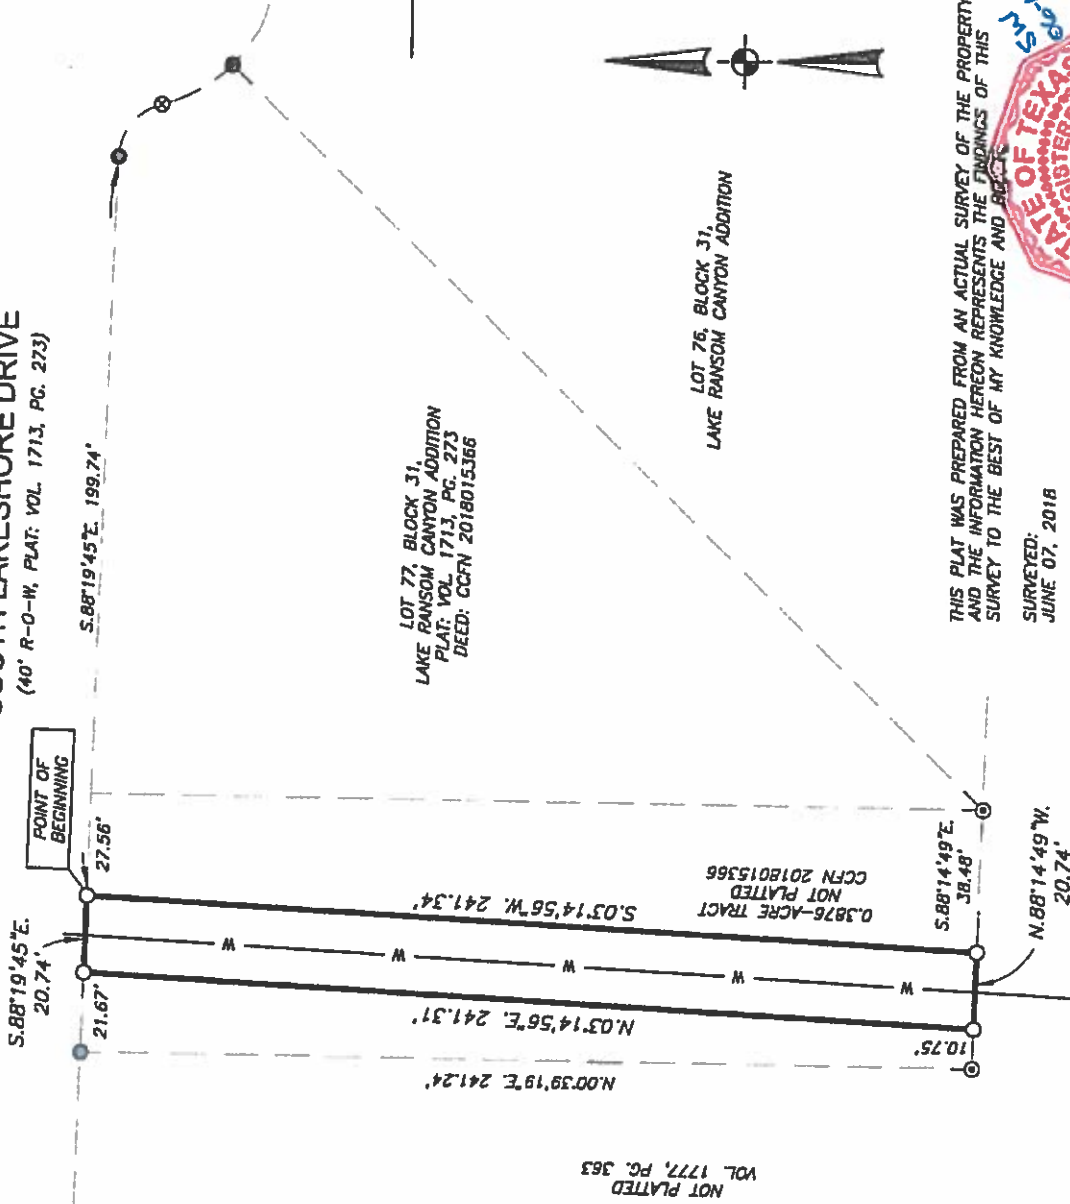 SOUTH LAKESHORE DRIVE
(40' R-O-W, PLAT: VOL. 1713, PG. 273)
S.88°19'45"E. 199.74'
POINT OF
BEGINNING
S.88°19'45"E.
20.74'
27.56'
21.67'
LOT 77, BLOCK 31,
LAKE RANSOM CANYON ADDITION
PLAT: VOL. 1713, PG. 273
DEED: CCFN 2018015366
LOT 76, BLOCK 31,
LAKE RANSOM CANYON ADDITION
S.03°14'56"W. 241.34'
0.3876-ACRE TRACT
NOT PLATTED
CCFN 2018015366
W
W
W
W
W
N.03°14'56"E. 241.31'
N.00°39'19"E. 241.24'
10.75'
S.88°14'49"E.
38.48'
N.88°14'49"W.
20.74'
NOT PLATTED
VOL. 1777, PG. 363
THIS PLAT WAS PREPARED FROM AN ACTUAL SURVEY OF THE PROPERTY
AND THE INFORMATION HEREON REPRESENTS THE FINDINGS OF THIS
SURVEY TO THE BEST OF MY KNOWLEDGE AND
SURVEYED:
JUNE 07, 2018
TATE OF TEXA
GISTER